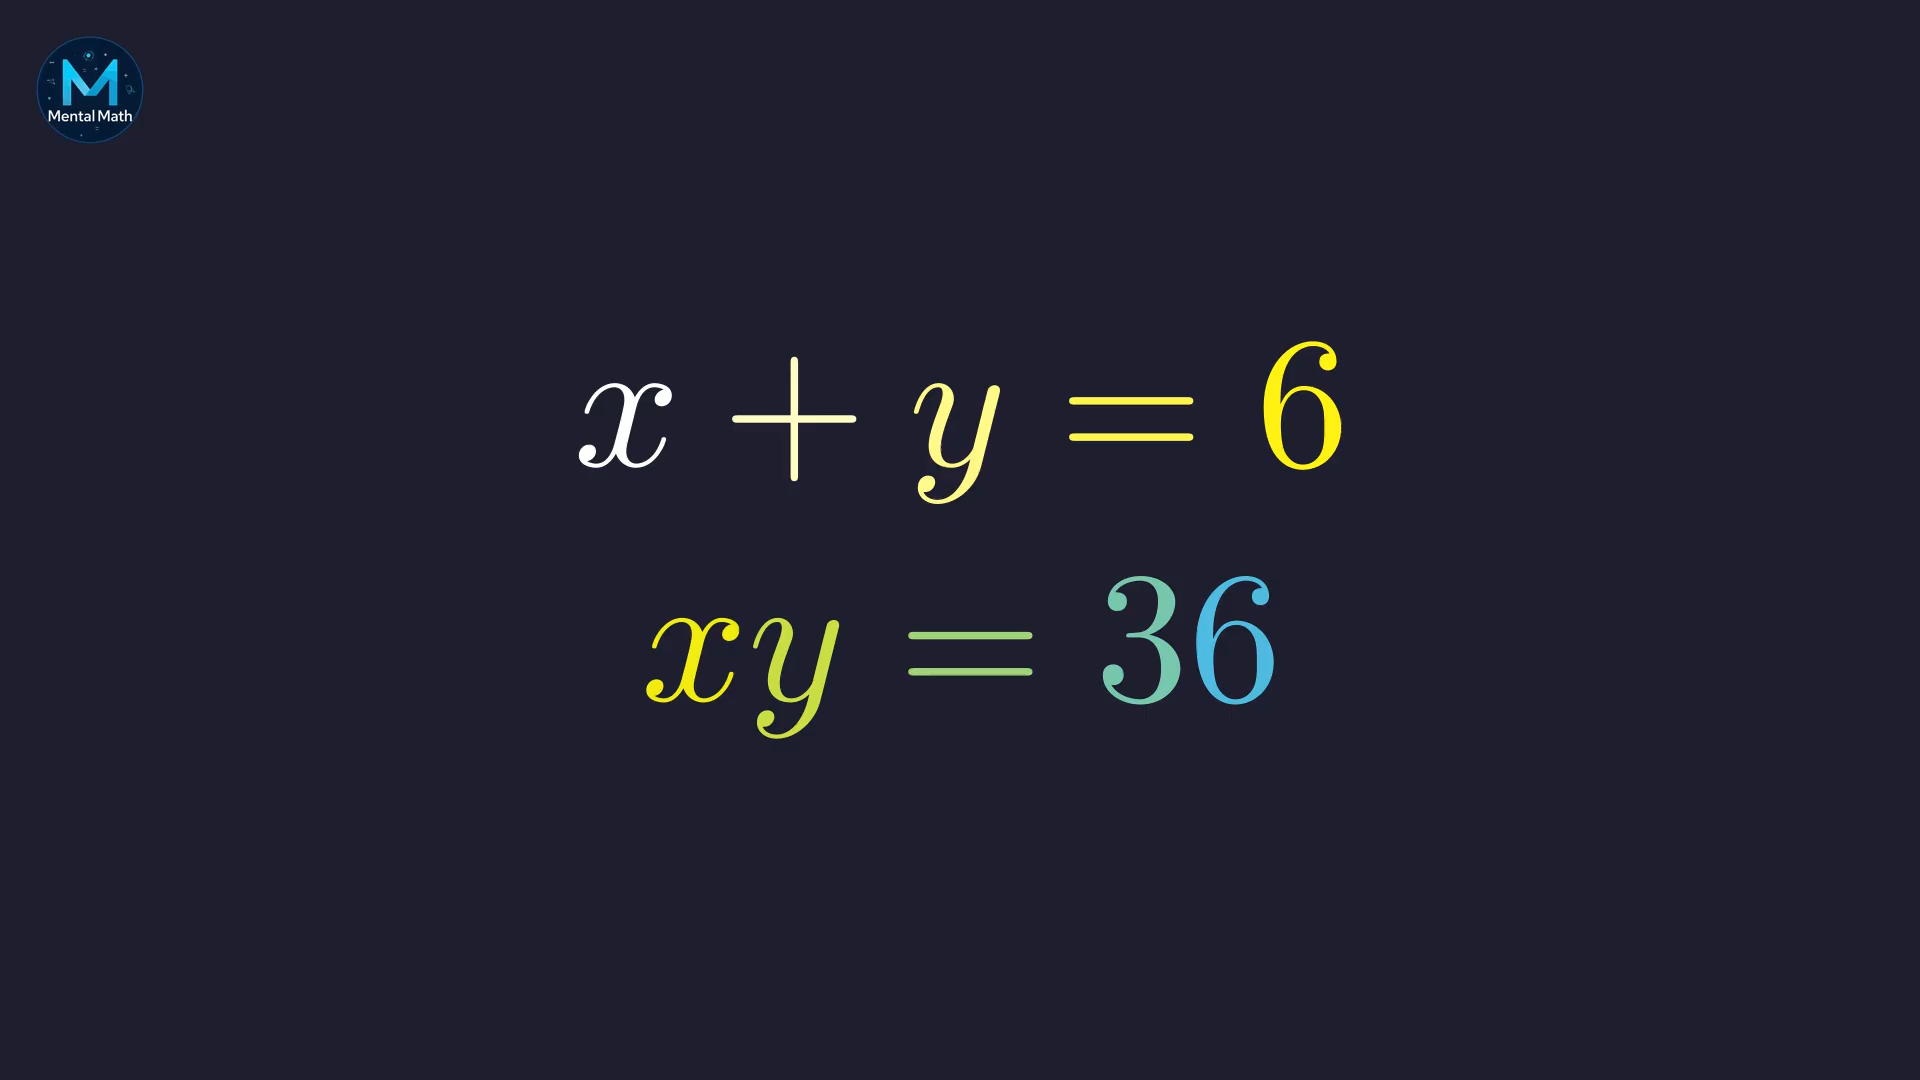 Mental Math
x + y = 6
xy = 36